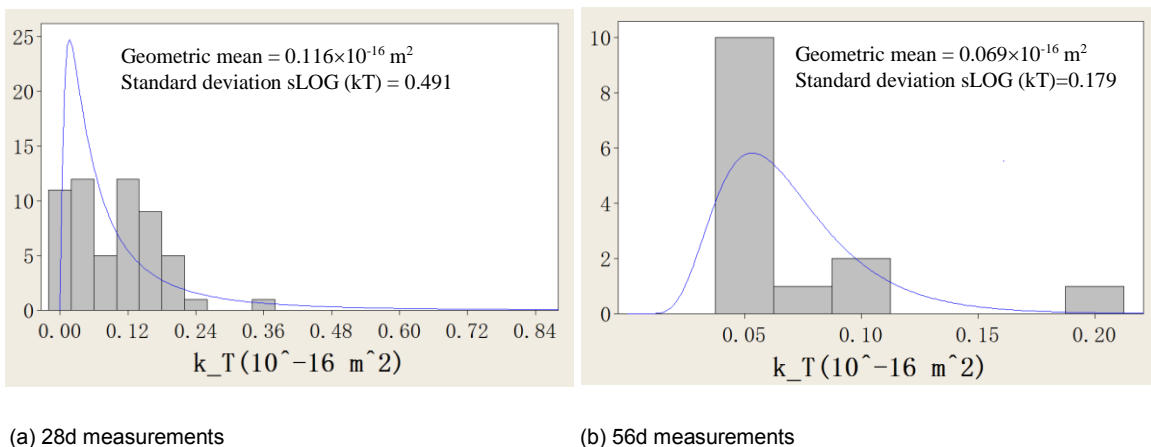 Geometric mean = 0.116×10⁻¹⁶ m²
Standard deviation sLOG (kT) = 0.491
25
20
15
10
5
0
0.00 0.12 0.24 0.36 0.48 0.60 0.72 0.84
k_T(10^-16 m^2)
(a) 28d measurements
Geometric mean = 0.069×10⁻¹⁶ m²
Standard deviation sLOG (kT)=0.179
10
8
6
4
2
0
0.05 0.10 0.15 0.20
k_T(10^-16 m^2)
(b) 56d measurements